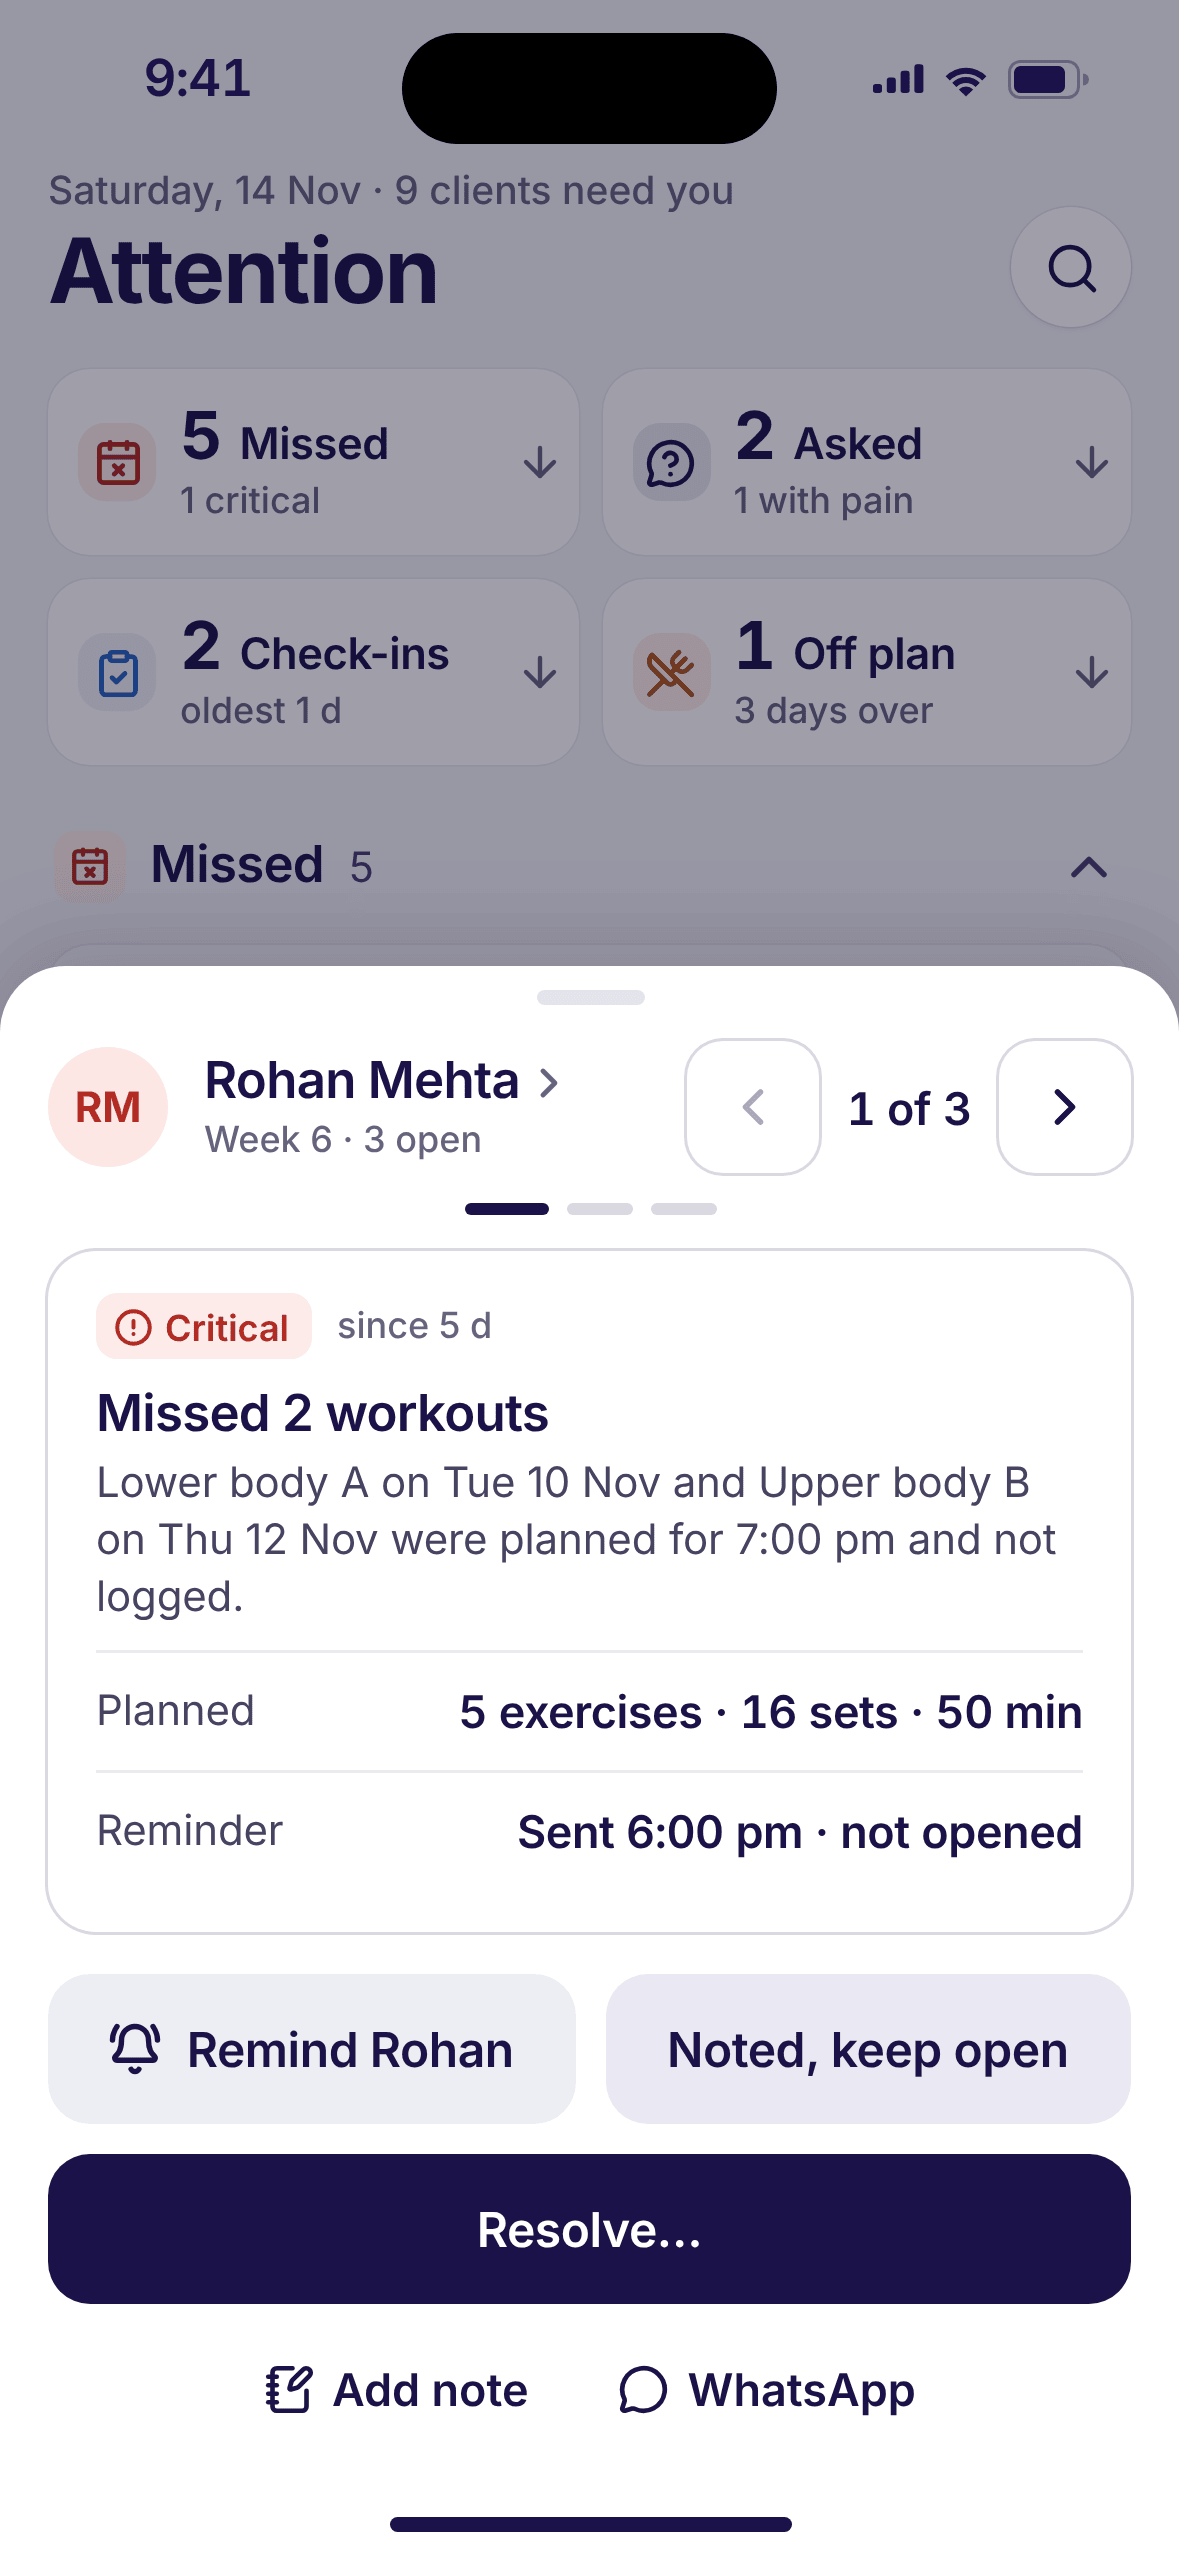 9:41
Saturday, 14 Nov · 9 clients need you
Attention
5 Missed
1 critical
2 Asked
1 with pain
2 Check-ins
oldest 1 d
1 Off plan
3 days over
Missed 5
RM
Rohan Mehta
Week 6 · 3 open
1 of 3
Critical since 5 d
Missed 2 workouts
Lower body A on Tue 10 Nov and Upper body B
on Thu 12 Nov were planned for 7:00 pm and not
logged.
Planned 5 exercises · 16 sets · 50 min
Reminder Sent 6:00 pm · not opened
Remind Rohan
Noted, keep open
Resolve...
Add note
WhatsApp